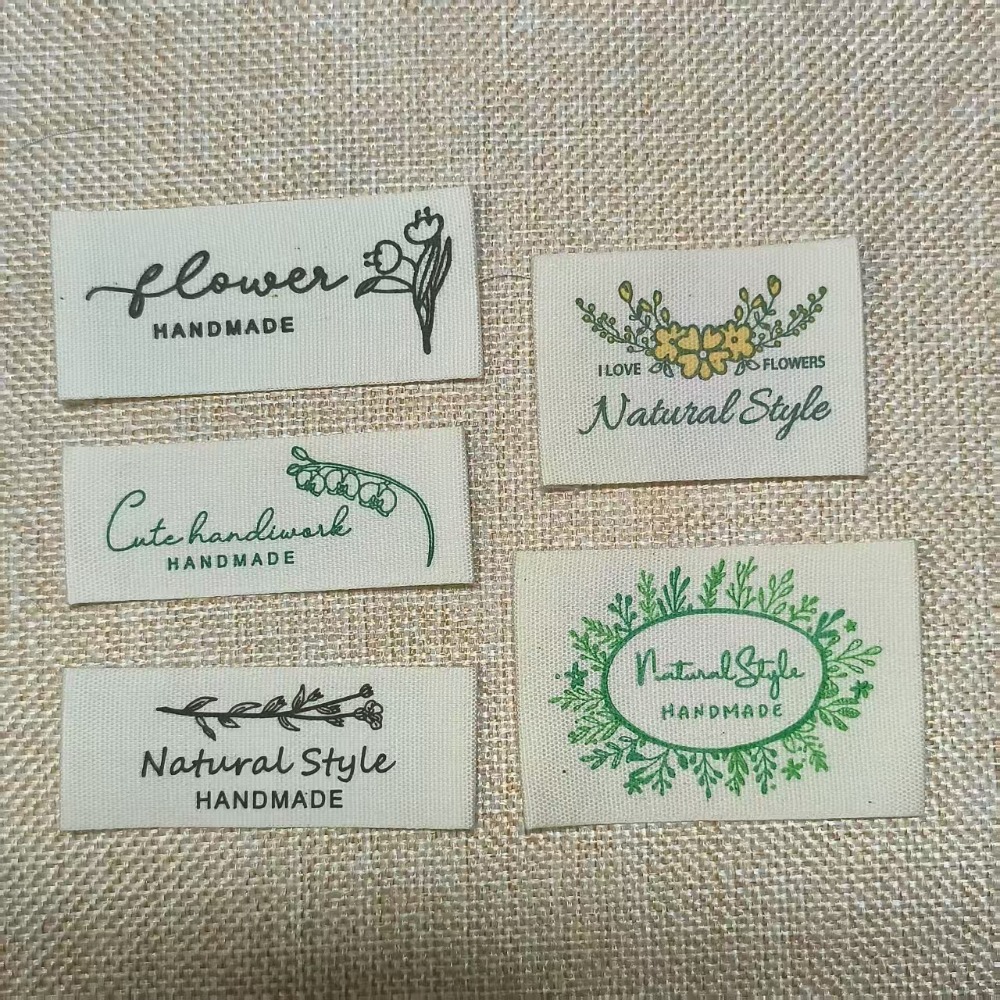 flower
HANDMADE
Cute handiwork
HANDMADE
Natural Style
HANDMADE
I LOVE FLOWERS
Natural Style
Natural Style
HANDMADE